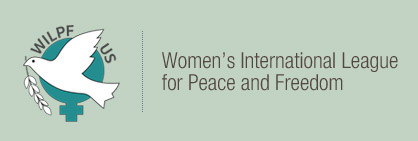 WILPF US
Women's International League
for Peace and Freedom